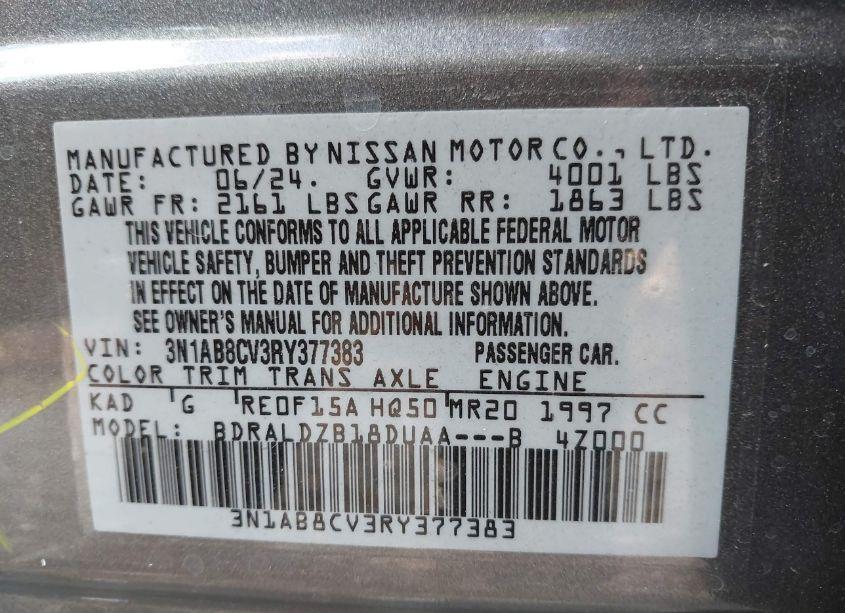 MANUFACTURED BY NISSAN MOTOR CO., LTD.
DATE: 06/24. GVWR: 4001 LBS
GAWR FR: 2161 LBS GAWR RR: 1863 LBS
THIS VEHICLE CONFORMS TO ALL APPLICABLE FEDERAL MOTOR
VEHICLE SAFETY, BUMPER AND THEFT PREVENTION STANDARDS
IN EFFECT ON THE DATE OF MANUFACTURE SHOWN ABOVE.
SEE OWNER'S MANUAL FOR ADDITIONAL INFORMATION.
VIN: 3N1AB8CV3RY377383 PASSENGER CAR.
COLOR TRIM TRANS AXLE ENGINE
KAD G RE0F15A HQ50 MR20 1997 CC
MODEL: BDRALDZB18DUAA---B 4Z000
3N1AB8CV3RY377383